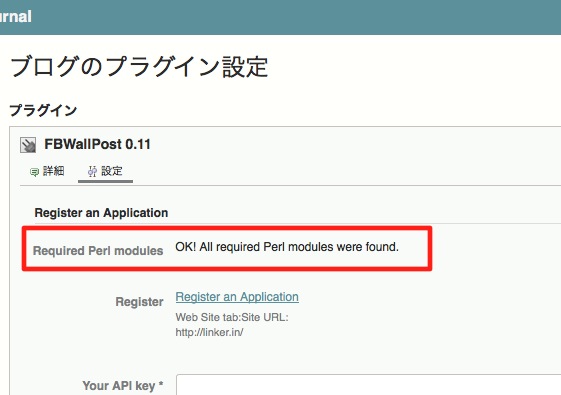 ブログのプラグイン設定
プラグイン
FBWallPost 0.11
詳細 設定
Register an Application
Required Perl modules OK! All required Perl modules were found.
Register Register an Application
Web Site tab:Site URL:
http://linker.in/
Your API key *